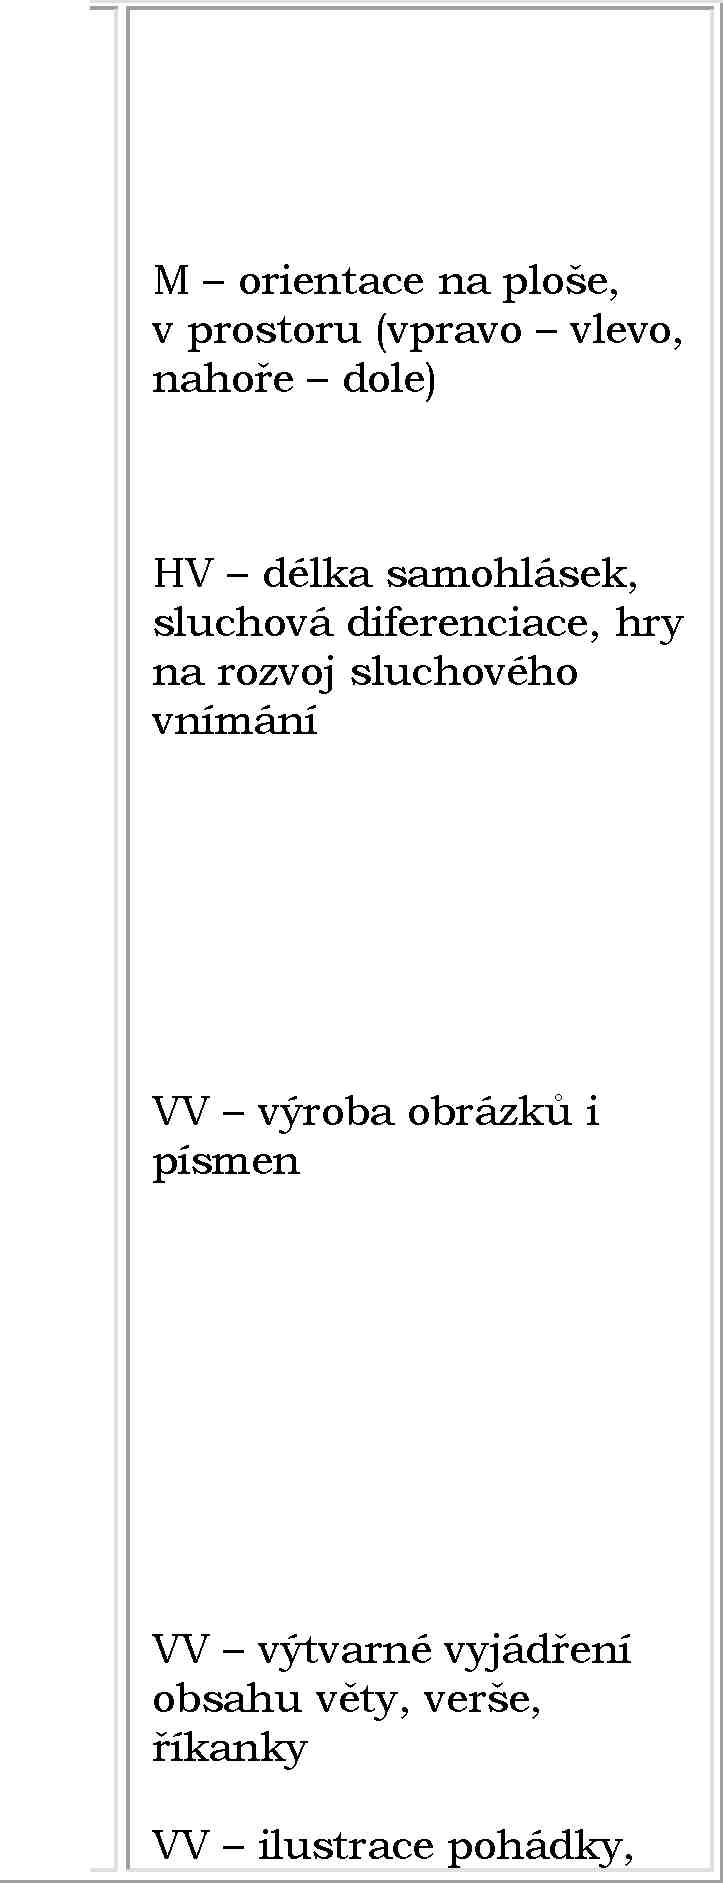 M – orientace na ploše,
v prostoru (vpravo – vlevo,
nahoře – dole)
HV – délka samohlásek,
sluchová diferenciace, hry
na rozvoj sluchového
vnímání
VV – výroba obrázků i
písmen
VV – výtvarné vyjádření
obsahu věty, verše,
říkanky
VV – ilustrace pohádky,